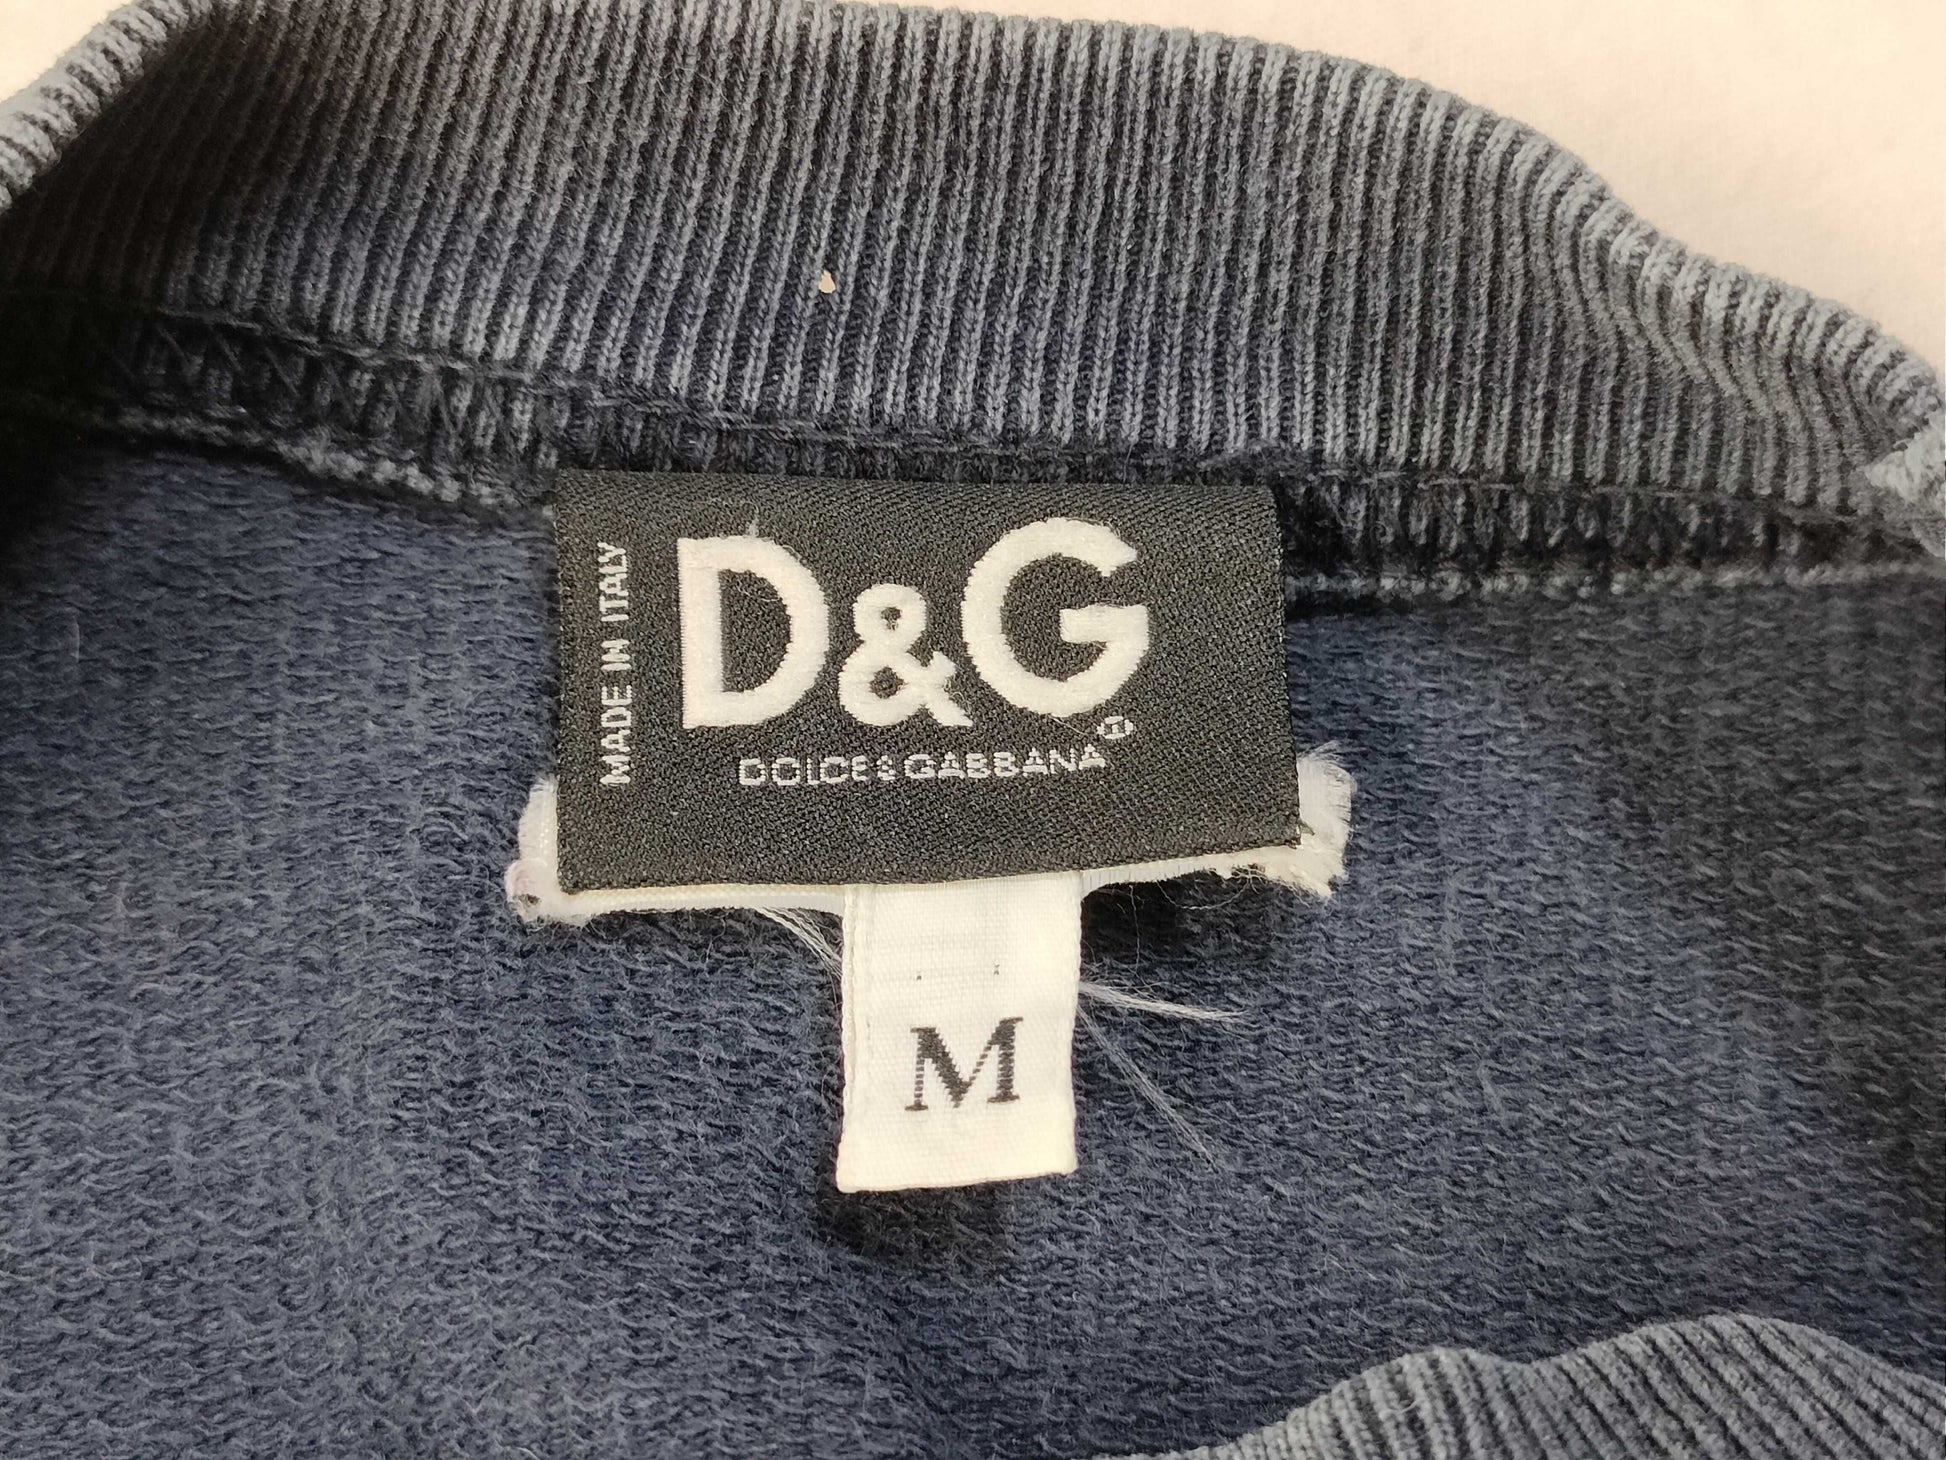 MADE IN ITALY
D&G
DOLCE & GABBANA ®
M